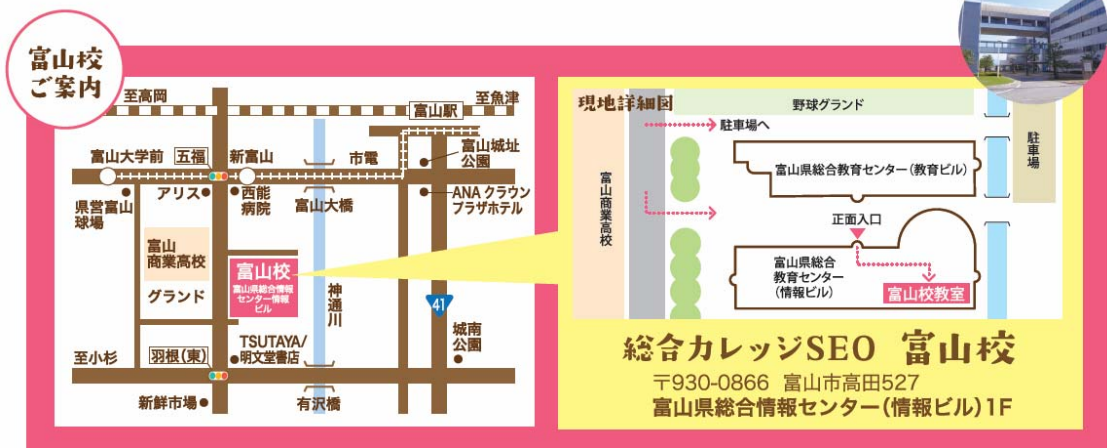 富山校
ご案内
至高岡
至魚津
富山駅
富山大学前
五福
新富山
市電
富山城址
公園
県営富山
球場
アリス
西能
病院
富山大橋
ANAクラウン
プラザホテル
富山
商業高校
グランド
富山校
富山県総合情報
センター情報
ビル
神通川
41
城南
公園
TSUTAYA/
明文堂書店
至小杉
羽根(東)
新鮮市場
有沢橋
現地詳細図
野球グランド
駐車場へ
駐車場
富山商業高校
富山県総合教育センター(教育ビル)
正面入口
富山県総合
教育センター
(情報ビル)
富山校教室
総合カレッジSEO 富山校
〒930-0866 富山市高田527
富山県総合情報センター(情報ビル)1F